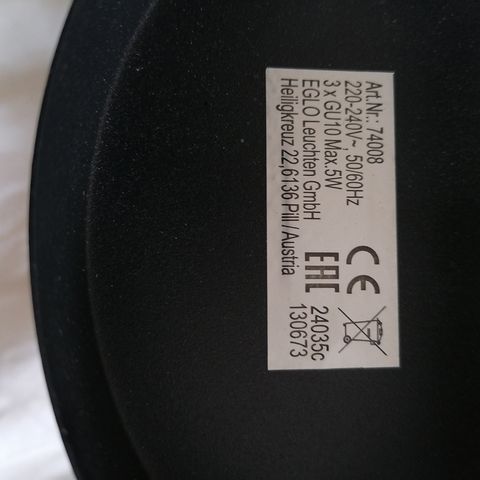 Art.Nr.: 74008
220-240V~, 50/60Hz
3 x GU10 Max.5W
EGLO Leuchten GmbH
Heiligkreuz 22,6136 Pill / Austria
CE
EAC
24035c
130673